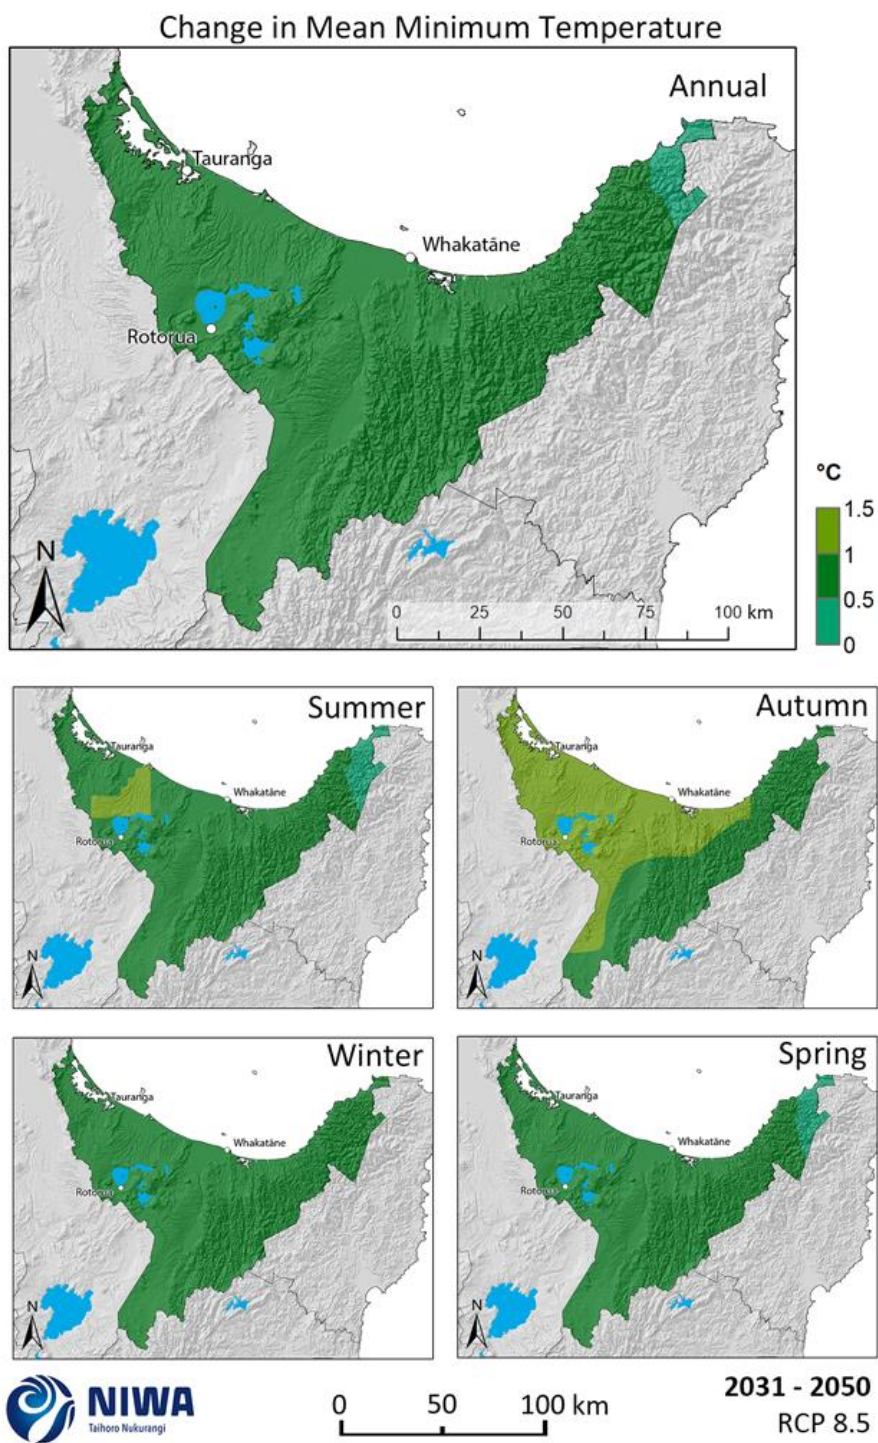 Change in Mean Minimum Temperature
Annual
Tauranga
Whakatāne
Rotorua
°C
1.5
1
0.5
0
N
0 25 50 75 100 km
Summer
Tauranga
Whakatāne
Rotorua
N
Autumn
Tauranga
Whakatāne
Rotorua
N
Winter
Tauranga
Whakatāne
Rotorua
N
Spring
Tauranga
Whakatāne
Rotorua
N
NIWA
Taihoro Nukurangi
0 50 100 km
2031 - 2050
RCP 8.5